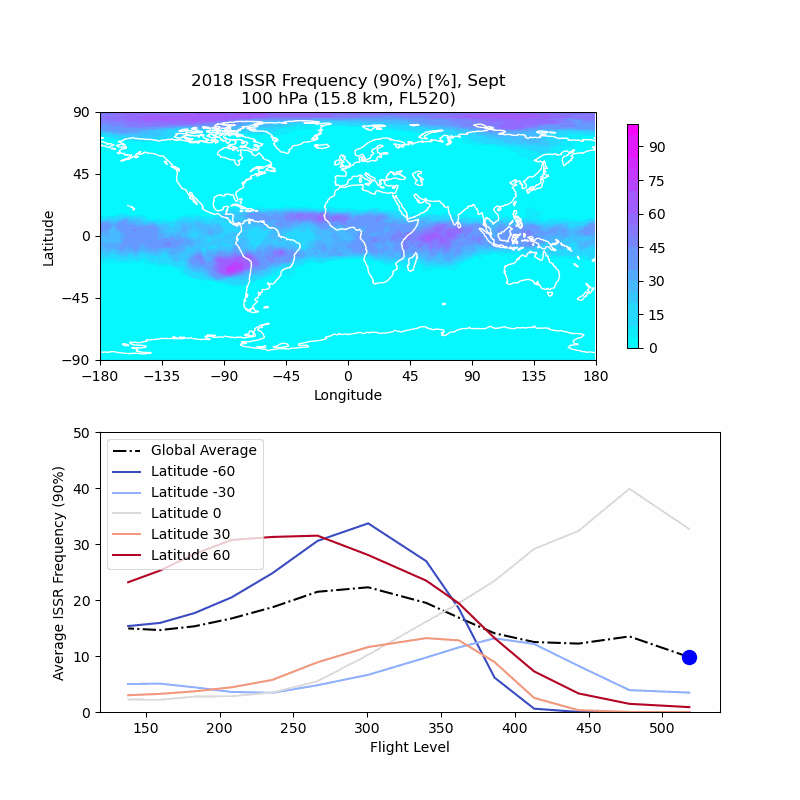 2018 ISSR Frequency (90%) [%], Sept
100 hPa (15.8 km, FL520)
90
45
0
−45
−90
Latitude
−180 −135 −90 −45 0 45 90 135 180
Longitude
90
75
60
45
30
15
0
50
40
30
20
10
0
Average ISSR Frequency (90%)
Global Average
Latitude -60
Latitude -30
Latitude 0
Latitude 30
Latitude 60
150 200 250 300 350 400 450 500
Flight Level